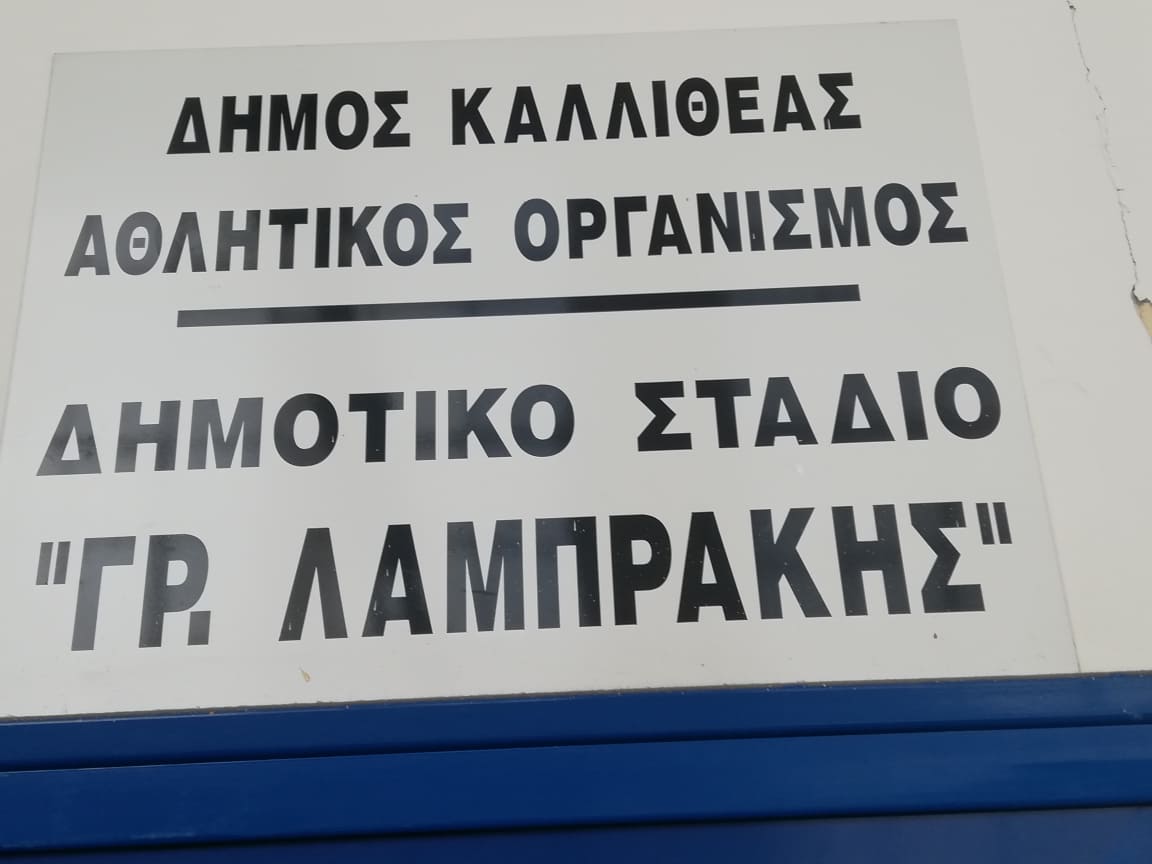 ΔΗΜΟΣ ΚΑΛΛΙΘΕΑΣ
ΑΘΛΗΤΙΚΟΣ ΟΡΓΑΝΙΣΜΟΣ
ΔΗΜΟΤΙΚΟ ΣΤΑΔΙΟ
"ΓΡ. ΛΑΜΠΡΑΚΗΣ"